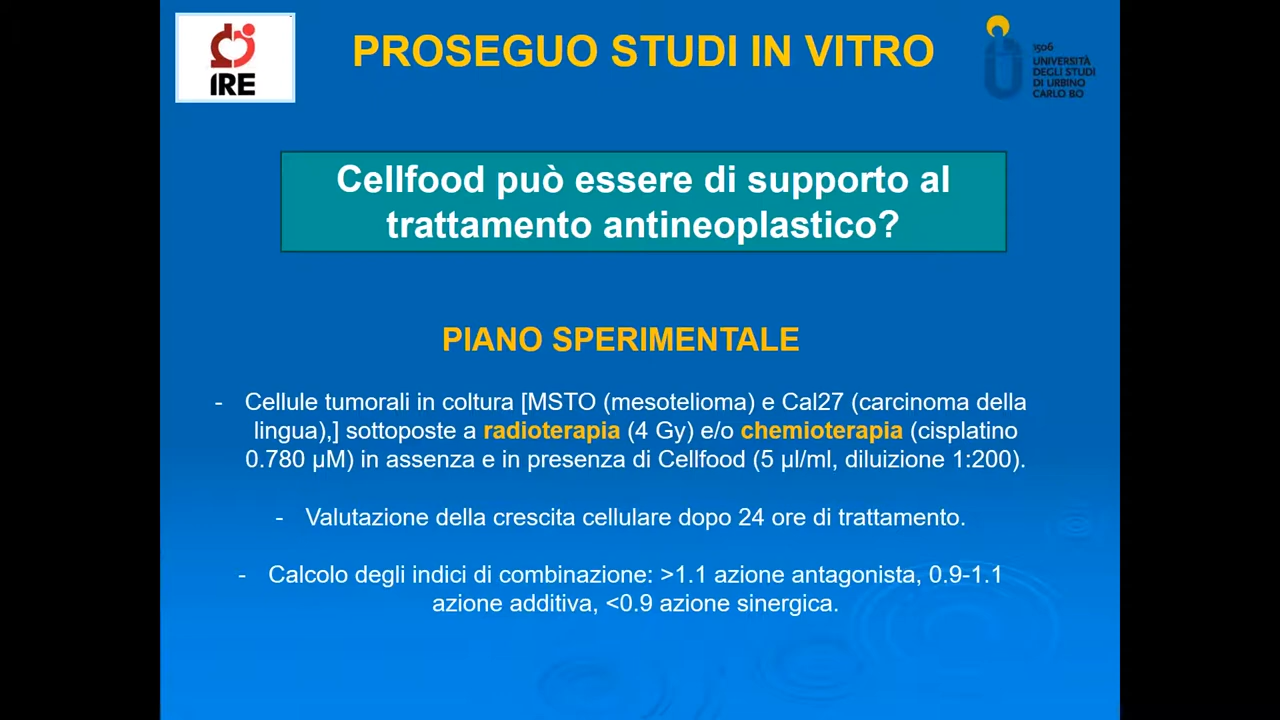 IRE
PROSEGUO STUDI IN VITRO
1506
UNIVERSITÀ
DEGLI STUDI
DI URBINO
CARLO BO
Cellfood può essere di supporto al
trattamento antineoplastico?
PIANO SPERIMENTALE
- Cellule tumorali in coltura [MSTO (mesotelioma) e Cal27 (carcinoma della
lingua),] sottoposte a radioterapia (4 Gy) e/o chemioterapia (cisplatino
0.780 µM) in assenza e in presenza di Cellfood (5 µl/ml, diluizione 1:200).
- Valutazione della crescita cellulare dopo 24 ore di trattamento.
- Calcolo degli indici di combinazione: >1.1 azione antagonista, 0.9-1.1
azione additiva, <0.9 azione sinergica.